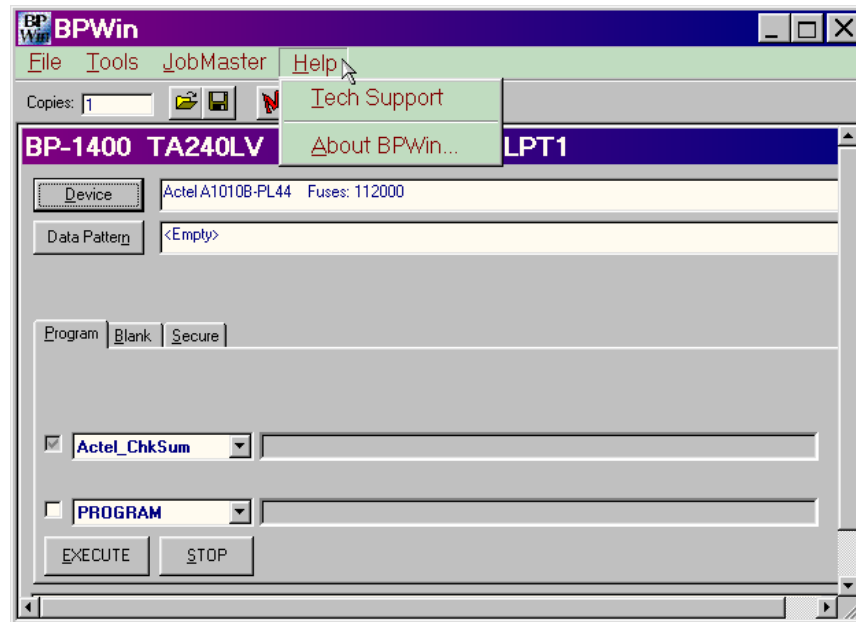 BP Win BPWin
File Tools JobMaster Help
Copies: 1
Tech Support
About BPWin...
BP-1400 TA240LV LPT1
Device Actel A1010B-PL44 Fuses: 112000
Data Pattern <Empty>
Program Blank Secure
Actel_ChkSum
PROGRAM
EXECUTE STOP